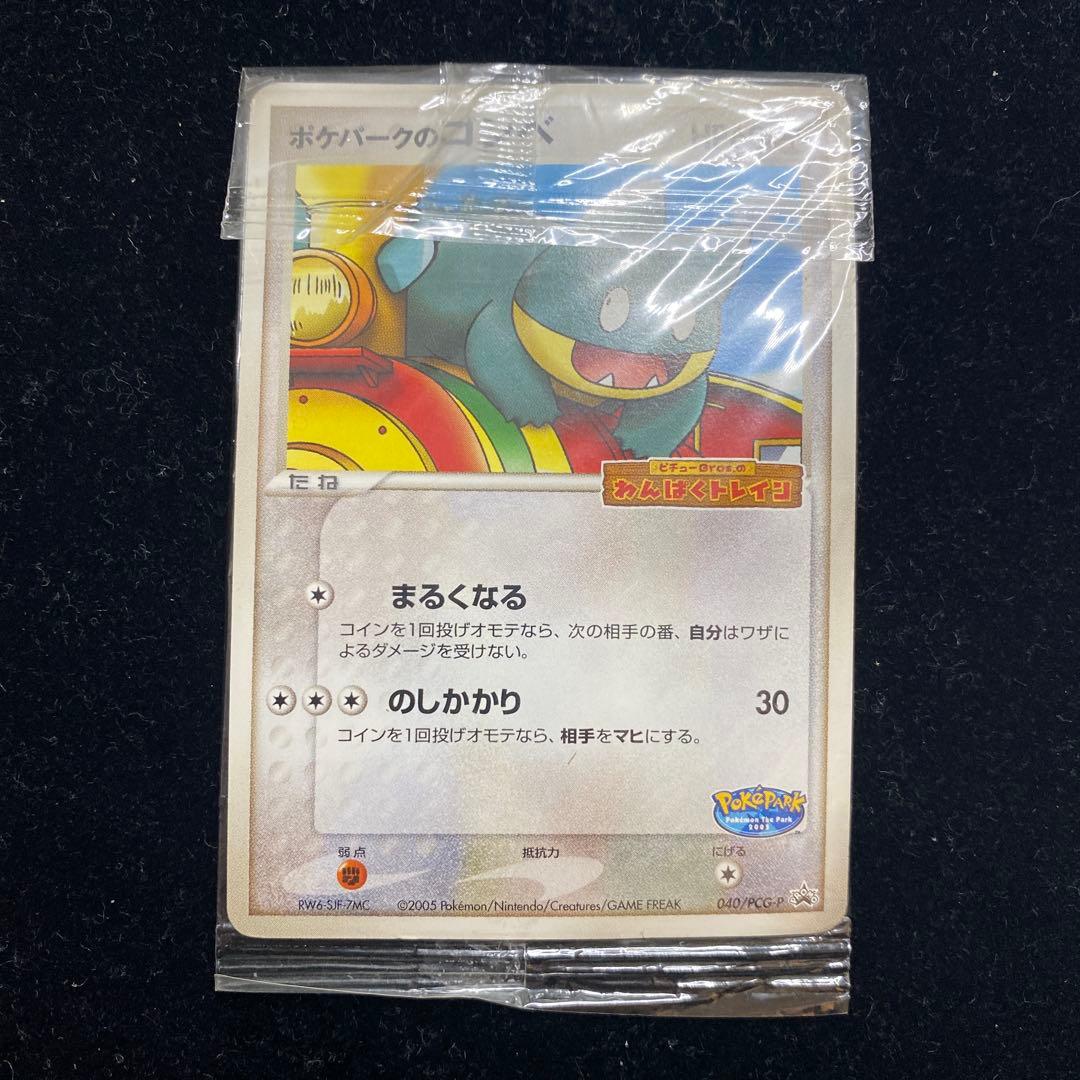 ポケパークのゴンベ
たね
ピチューBros.の
わんぱくトレイン
まるくなる
コインを1回投げオモテなら、次の相手の番、自分はワザに
よるダメージを受けない。
のしかかり 30
コインを1回投げオモテなら、相手をマヒにする。
POKéPARK
Pokémon The Park
2005
弱点 抵抗力 にげる
RW6-SJF-7MC ©2005 Pokémon/Nintendo/Creatures/GAME FREAK 040/PCG-P